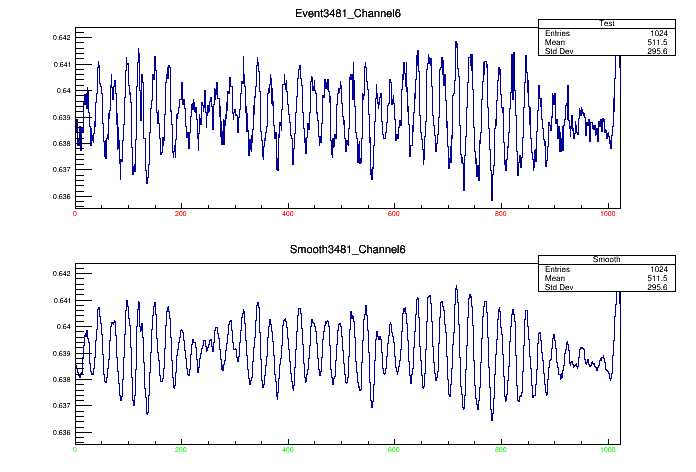 Event3481_Channel6
Test
Entries 1024
Mean 511.5
Std Dev 295.6
0.642
0.641
0.64
0.639
0.638
0.637
0.636
0 200 400 600 800 1000
Smooth3481_Channel6
Smooth
Entries 1024
Mean 511.5
Std Dev 295.6
0.642
0.641
0.64
0.639
0.638
0.637
0.636
0 200 400 600 800 1000